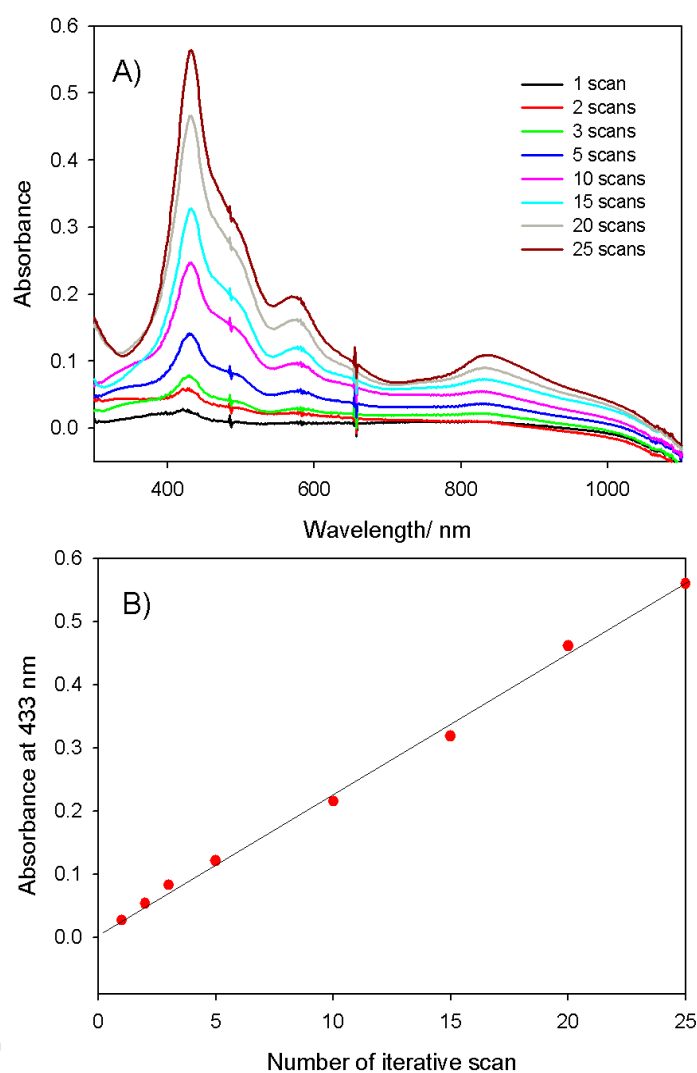 0.6
A)
1 scan
2 scans
3 scans
5 scans
10 scans
15 scans
20 scans
25 scans
0.5
0.4
0.3
0.2
0.1
0.0
Absorbance
400 600 800 1000
Wavelength/ nm
B)
0.6
0.5
0.4
0.3
0.2
0.1
0.0
Absorbance at 433 nm
0 5 10 15 20 25
Number of iterative scan